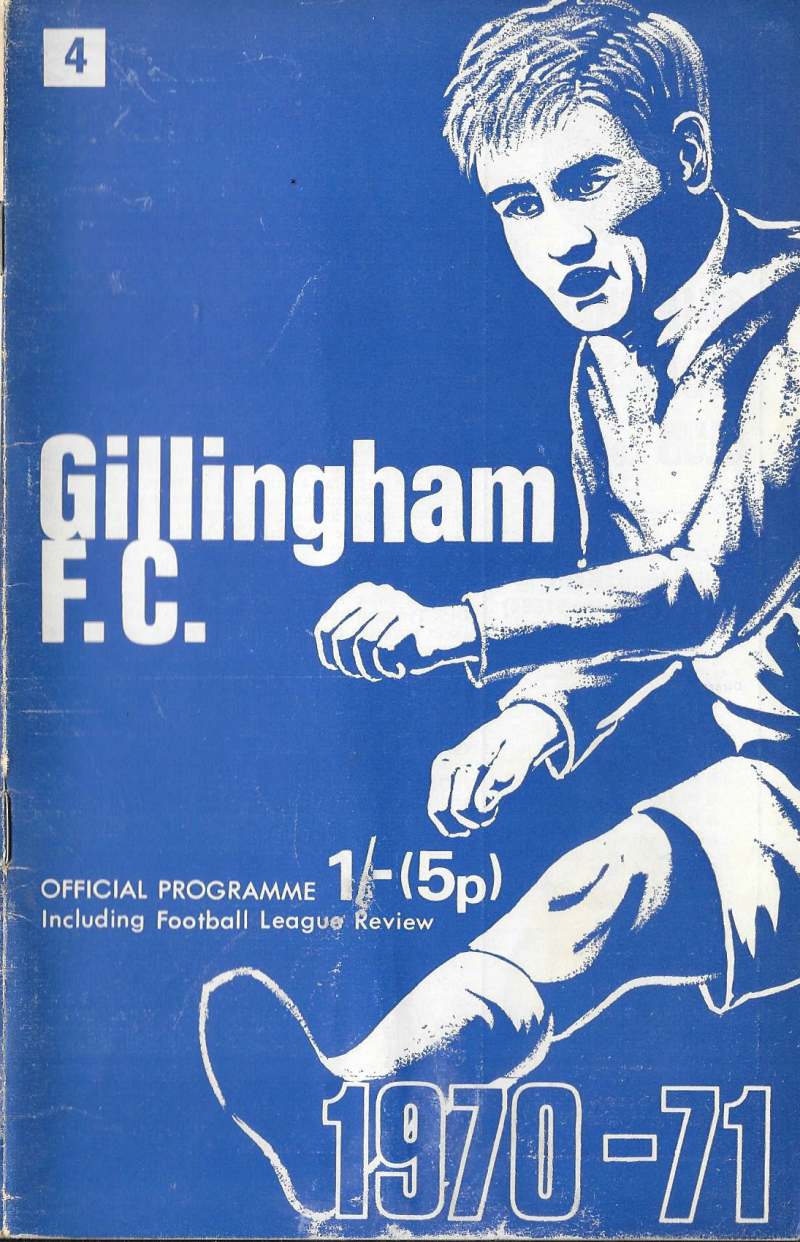 4
Gillingham
F.C.
OFFICIAL PROGRAMME 1/-(5p)
Including Football League Review
1970-71